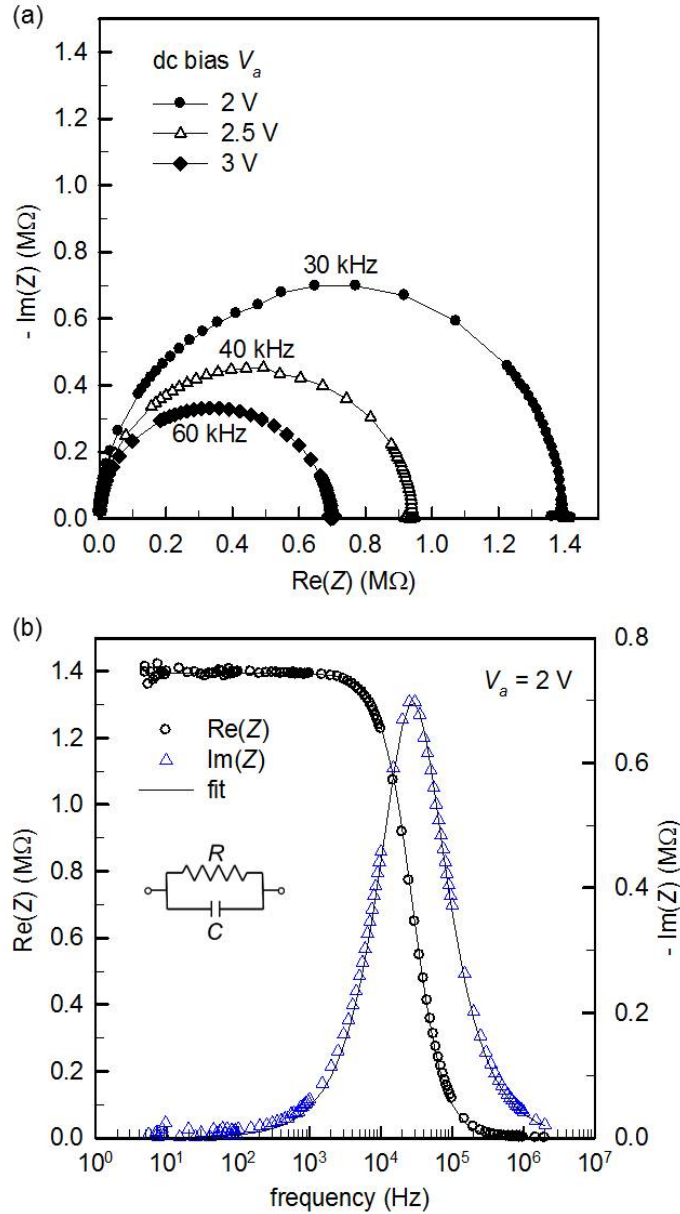 (a)
1.4
1.2
1.0
0.8
0.6
0.4
0.2
0.0
- Im(Z) (MΩ)
dc bias Va
2 V
2.5 V
3 V
30 kHz
40 kHz
60 kHz
0.0 0.2 0.4 0.6 0.8 1.0 1.2 1.4
Re(Z) (MΩ)
(b)
1.4
1.2
1.0
0.8
0.6
0.4
0.2
0.0
Re(Z) (MΩ)
Va = 2 V
Re(Z)
Im(Z)
fit
R
C
0.8
0.6
0.4
0.2
0.0
- Im(Z) (MΩ)
10⁰ 10¹ 10² 10³ 10⁴ 10⁵ 10⁶ 10⁷
frequency (Hz)